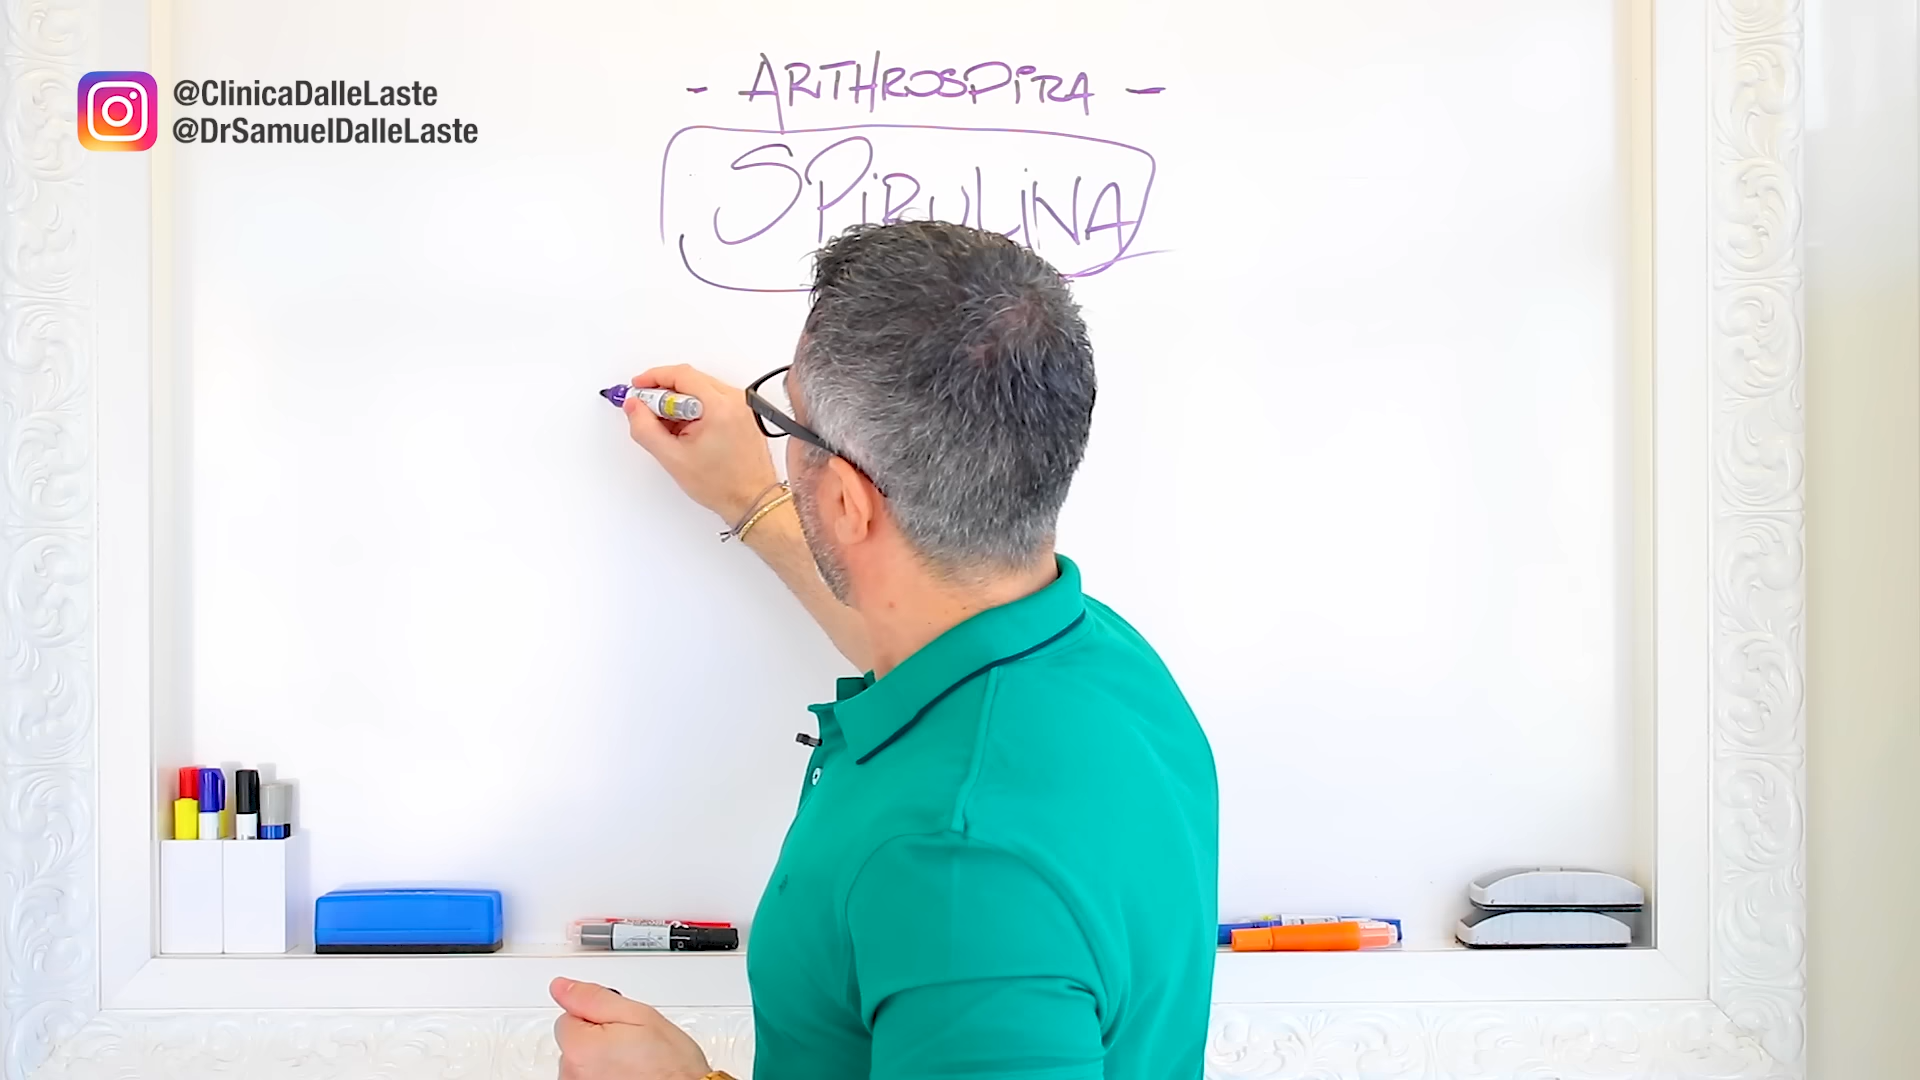 @ClinicaDalleLaste
@DrSamuelDalleLaste
- ARTHROSPIRA -
SPIRULINA